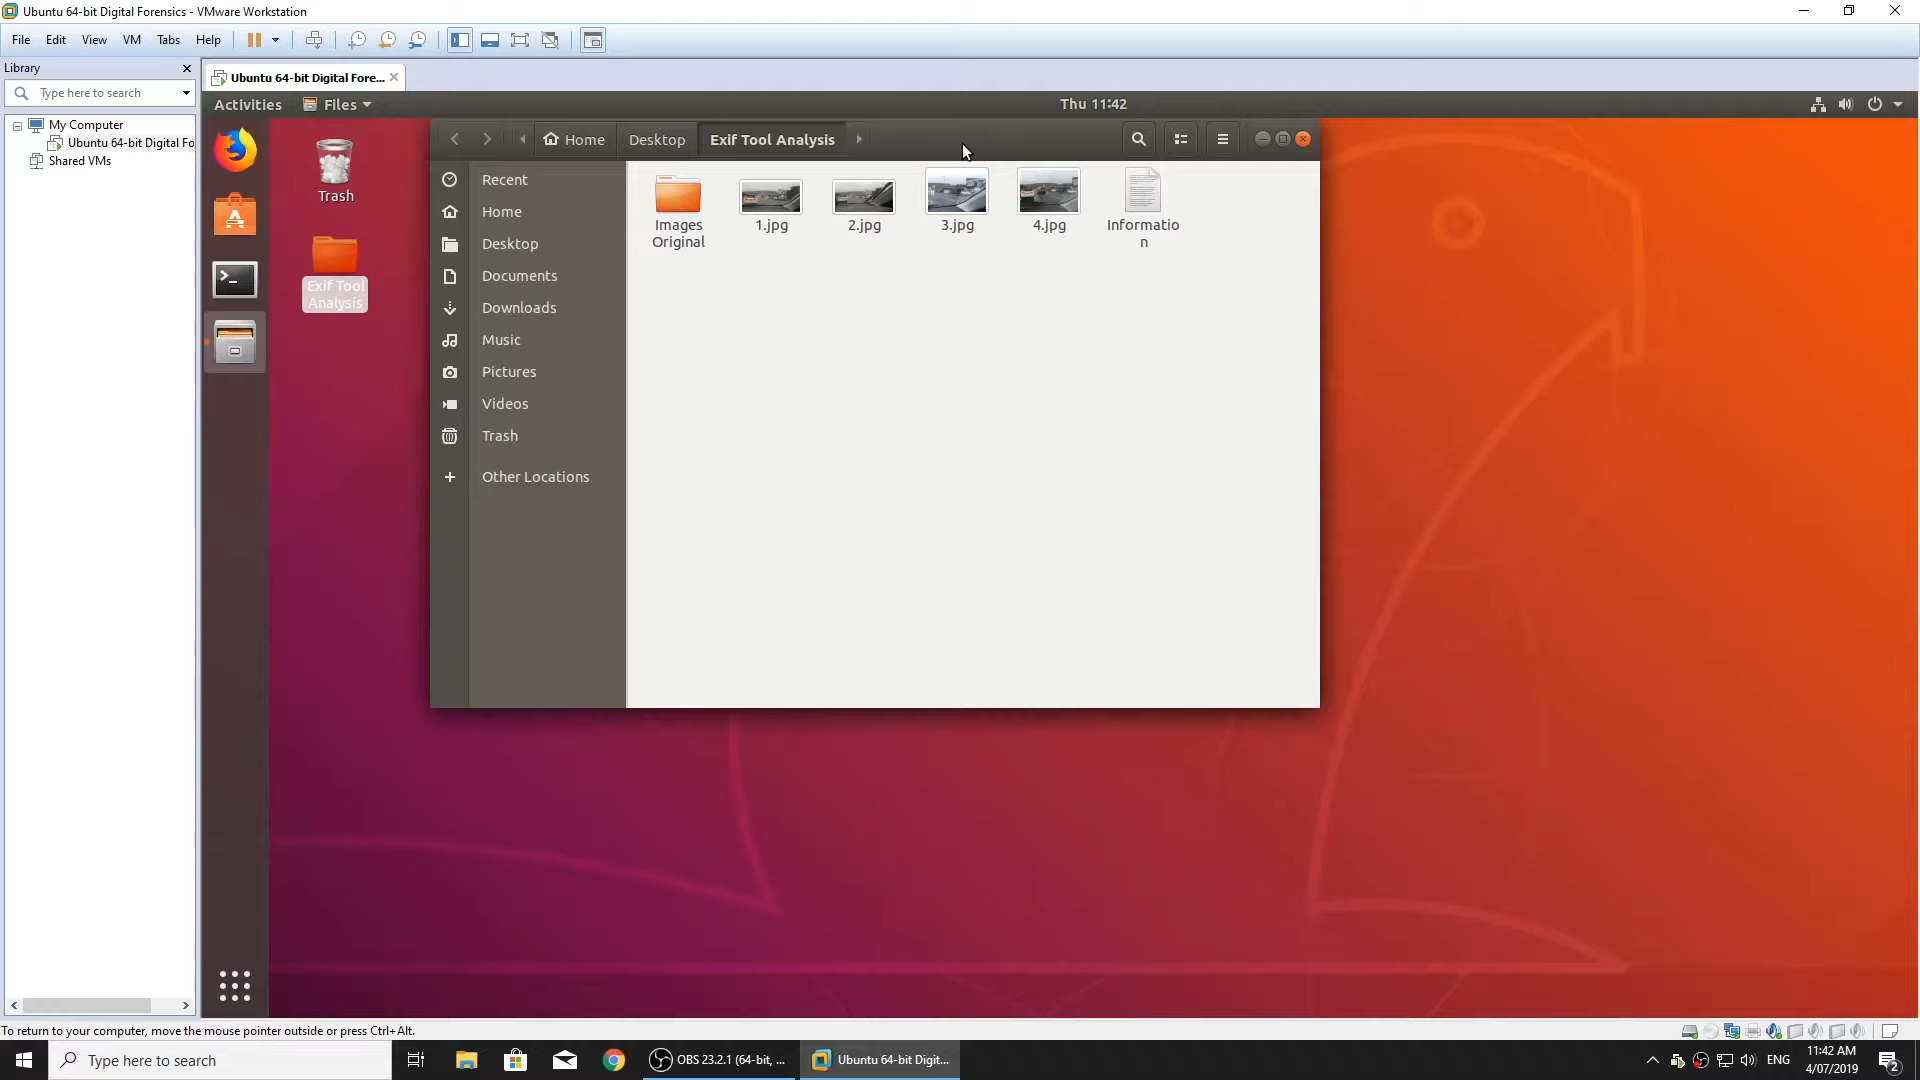 Ubuntu 64-bit Digital Forensics - VMware Workstation
File Edit View VM Tabs Help
Library
Ubuntu 64-bit Digital Fore...
Type here to search
My Computer
Ubuntu 64-bit Digital Fo
Shared VMs
Activities Files Thu 11:42
Home Desktop Exif Tool Analysis
Trash
Exif Tool
Analysis
Recent
Home
Desktop
Documents
Downloads
Music
Pictures
Videos
Trash
Other Locations
Images
Original
1.jpg
2.jpg
3.jpg
4.jpg
Informatio
n
To return to your computer, move the mouse pointer outside or press Ctrl+Alt.
Type here to search
OBS 23.2.1 (64-bit, ...
Ubuntu 64-bit Digit...
ENG
11:42 AM
4/07/2019
2